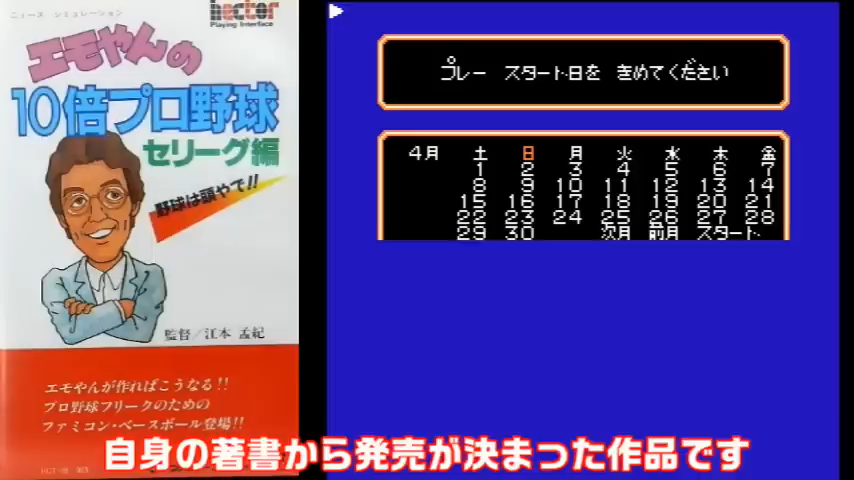 ニュース シミュレーション
hector
Playing Interface
エモやんの
10倍プロ野球
セリーグ編
野球は頭やで!!
監督/江本 孟紀
エモやんが作ればこうなる!!
プロ野球フリークのための
ファミコン・ベースボール登場!!
プレー スタート日を きめてください
4月 土 日 月 火 水 木 金
1 2 3 4 5 6 7
8 9 10 11 12 13 14
15 16 17 18 19 20 21
22 23 24 25 26 27 28
29 30 次月 前月 スタート
自身の著書から発売が決まった作品です